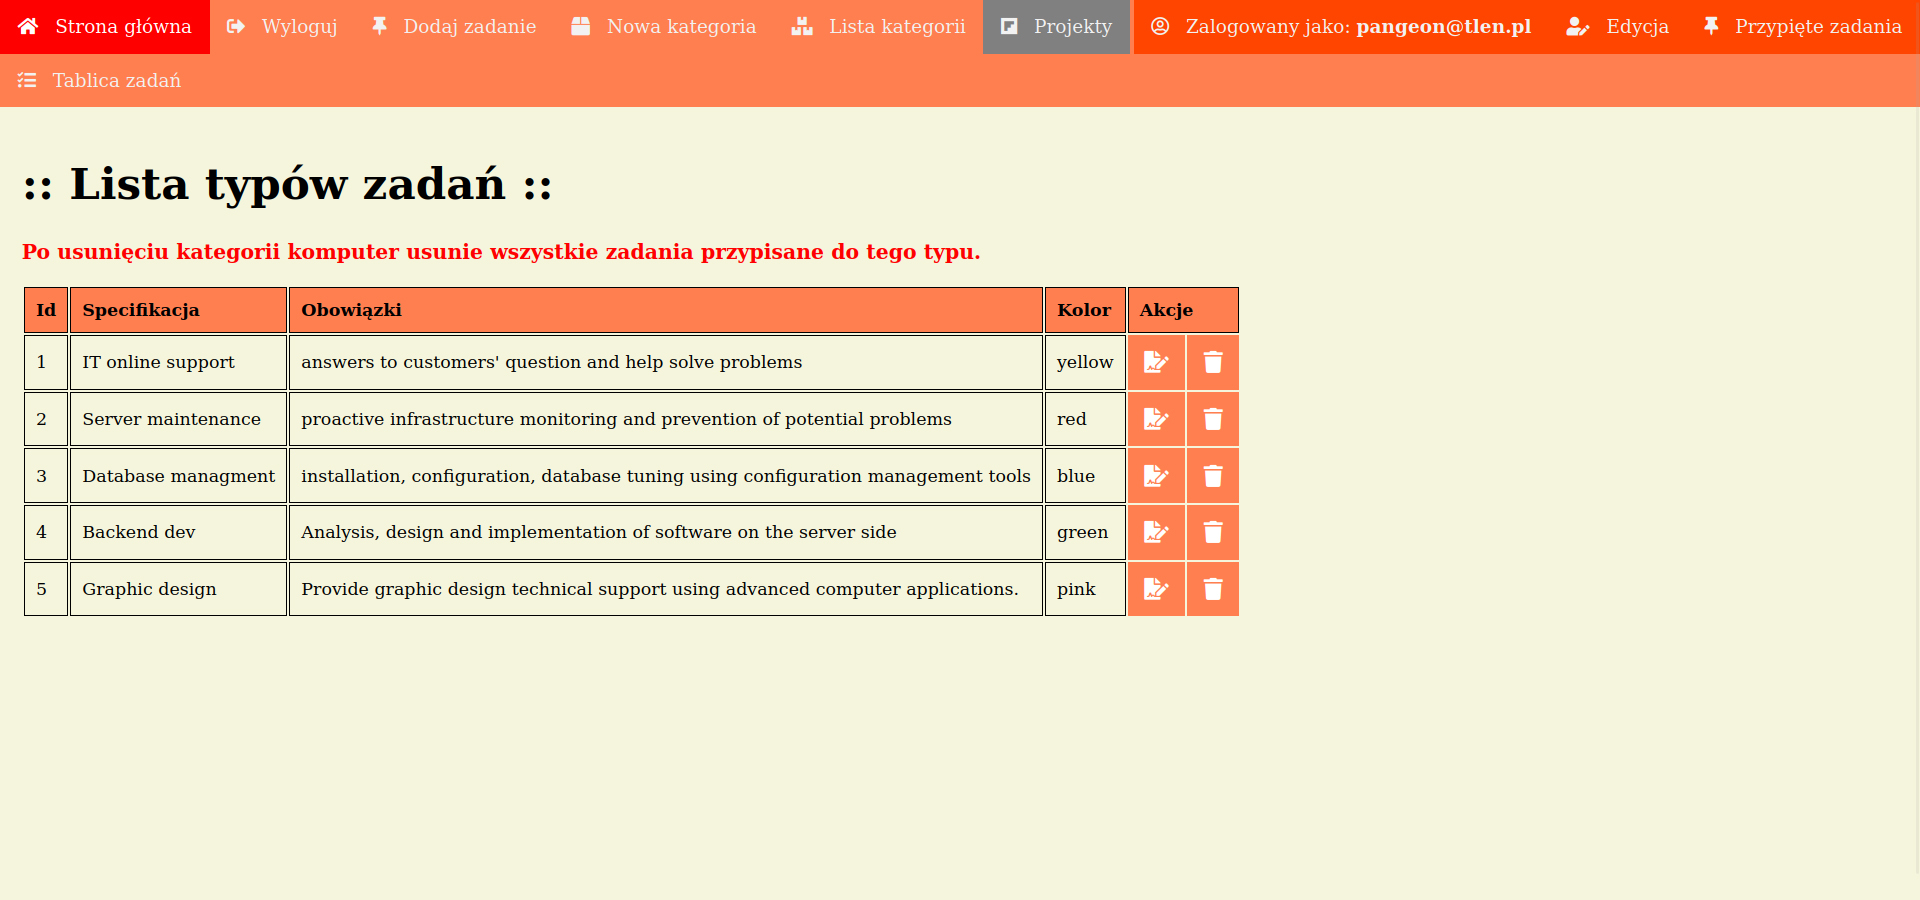 Strona główna Wyloguj Dodaj zadanie Nowa kategoria Lista kategorii Projekty Zalogowany jako: pangeon@tlen.pl Edycja Przypięte zadania
Tablica zadań
:: Lista typów zadań ::
Po usunięciu kategorii komputer usunie wszystkie zadania przypisane do tego typu.
Id Specifikacja Obowiązki Kolor Akcje
1 IT online support answers to customers' question and help solve problems yellow
2 Server maintenance proactive infrastructure monitoring and prevention of potential problems red
3 Database managment installation, configuration, database tuning using configuration management tools blue
4 Backend dev Analysis, design and implementation of software on the server side green
5 Graphic design Provide graphic design technical support using advanced computer applications. pink